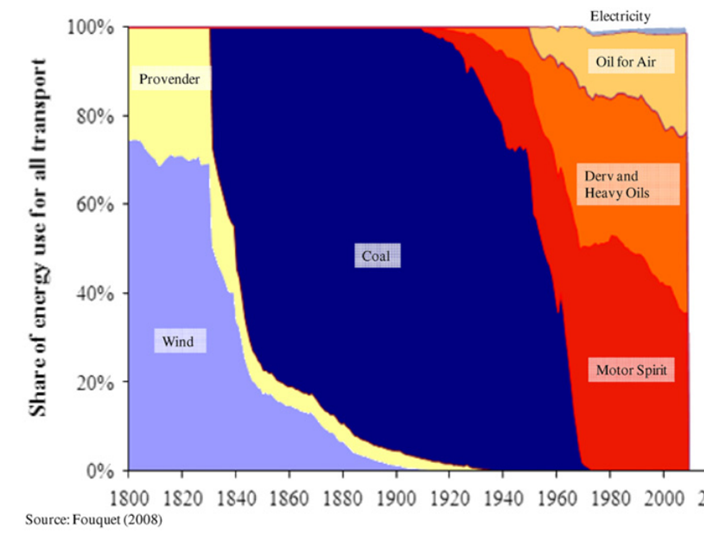 Electricity
100%
Oil for Air
Provender
80%
Derv and
Heavy Oils
60%
Share of energy use for all transport
Coal
40%
Wind
Motor Spirit
20%
0%
1800 1820 1840 1860 1880 1900 1920 1940 1960 1980 2000 2
Source: Fouquet (2008)